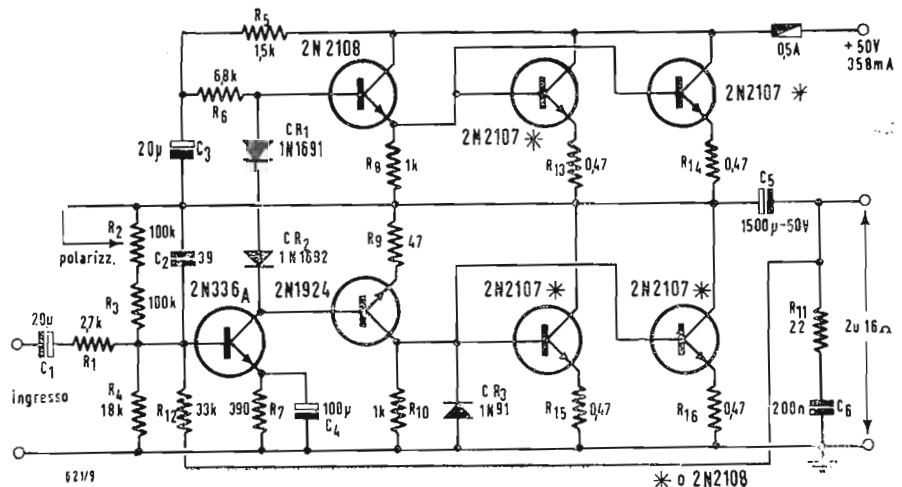 R5
1,5k
2N2108
0,5A
+50V
358mA
6,8k
R6
2N2107 *
2N2107 *
20µ
C3
CR1
1N1691
R8
1k
R13
0,47
R14
0,47
C5
1500µ-50V
R2
100k
polarizz.
C2
39
CR2
1N1692
R9
47
R3
100k
2N336A
2N1924
2N2107 *
2N2107 *
R11
22
2u16Ω
20µ
C1
2,7k
R1
ingresso
R4
18k
R12
33k
390
R7
100µ
C4
1k
R10
CR3
1N91
R15
0,47
R16
0,47
200n
C6
621/9
* o 2N2108